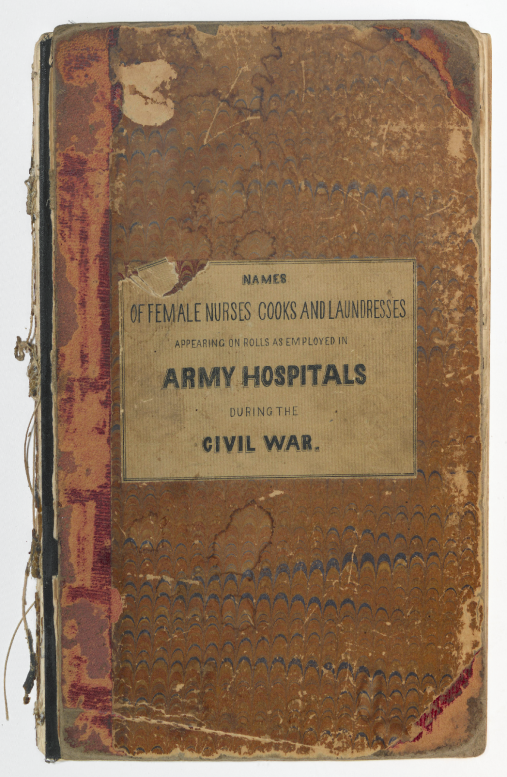 NAMES
OF FEMALE NURSES COOKS AND LAUNDRESSES
APPEARING ON ROLLS AS EMPLOYED IN
ARMY HOSPITALS
DURING THE
CIVIL WAR.